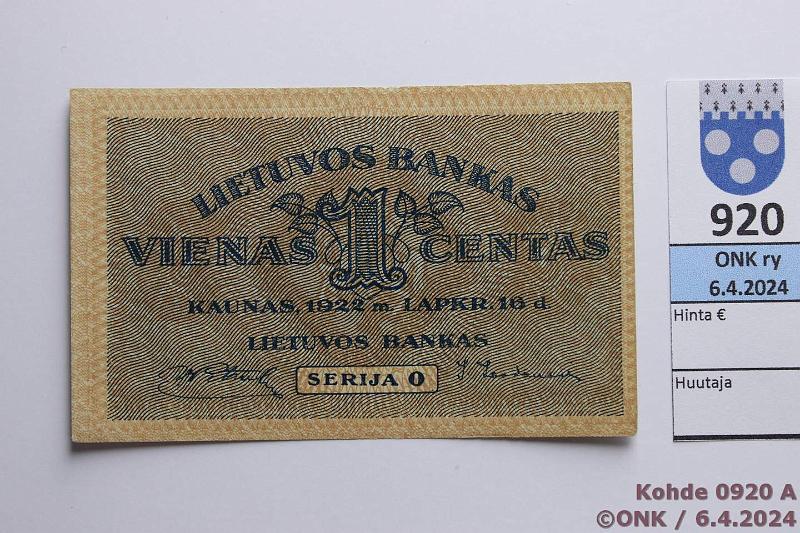 LIETUVOS BANKAS
VIENAS 1 CENTAS
KAUNAS, 1922 m. LAPKR. 16 d.
LIETUVOS BANKAS
SERIJA O
920
ONK ry
6.4.2024
Hinta €
Huutaja
Kohde 0920 A
©ONK / 6.4.2024